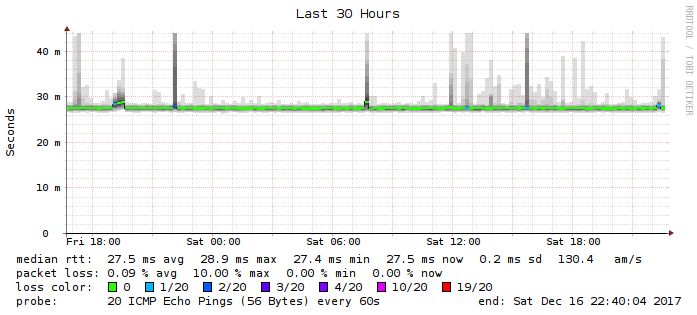 Last 30 Hours
RRDTOOL / TOBI OETIKER
Seconds
40 m
30 m
20 m
10 m
0
Fri 18:00 Sat 00:00 Sat 06:00 Sat 12:00 Sat 18:00
median rtt: 27.5 ms avg 28.9 ms max 27.4 ms min 27.5 ms now 0.2 ms sd 130.4 am/s
packet loss: 0.09 % avg 10.00 % max 0.00 % min 0.00 % now
loss color: 0 1/20 2/20 3/20 4/20 10/20 19/20
probe: 20 ICMP Echo Pings (56 Bytes) every 60s end: Sat Dec 16 22:40:04 2017